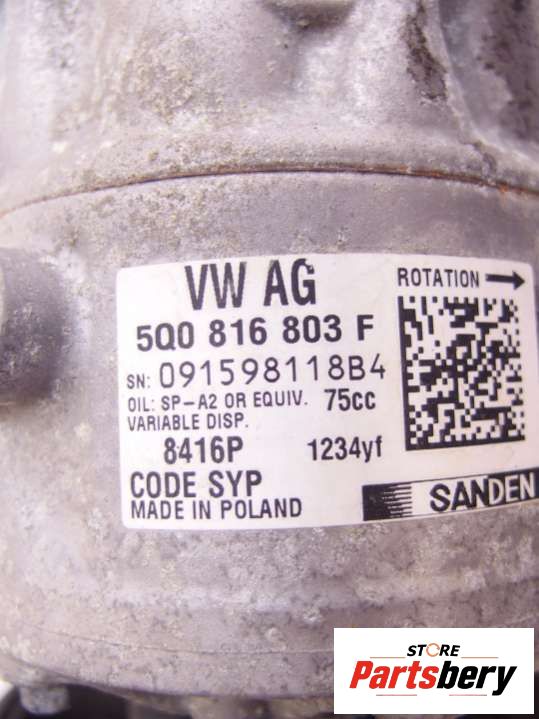 VW AG
ROTATION
5Q0 816 803 F
SN: 091598118B4
OIL: SP-A2 OR EQUIV. 75cc
VARIABLE DISP.
8416P 1234yf
CODE SYP
MADE IN POLAND
SANDEN
STORE
Partsbery